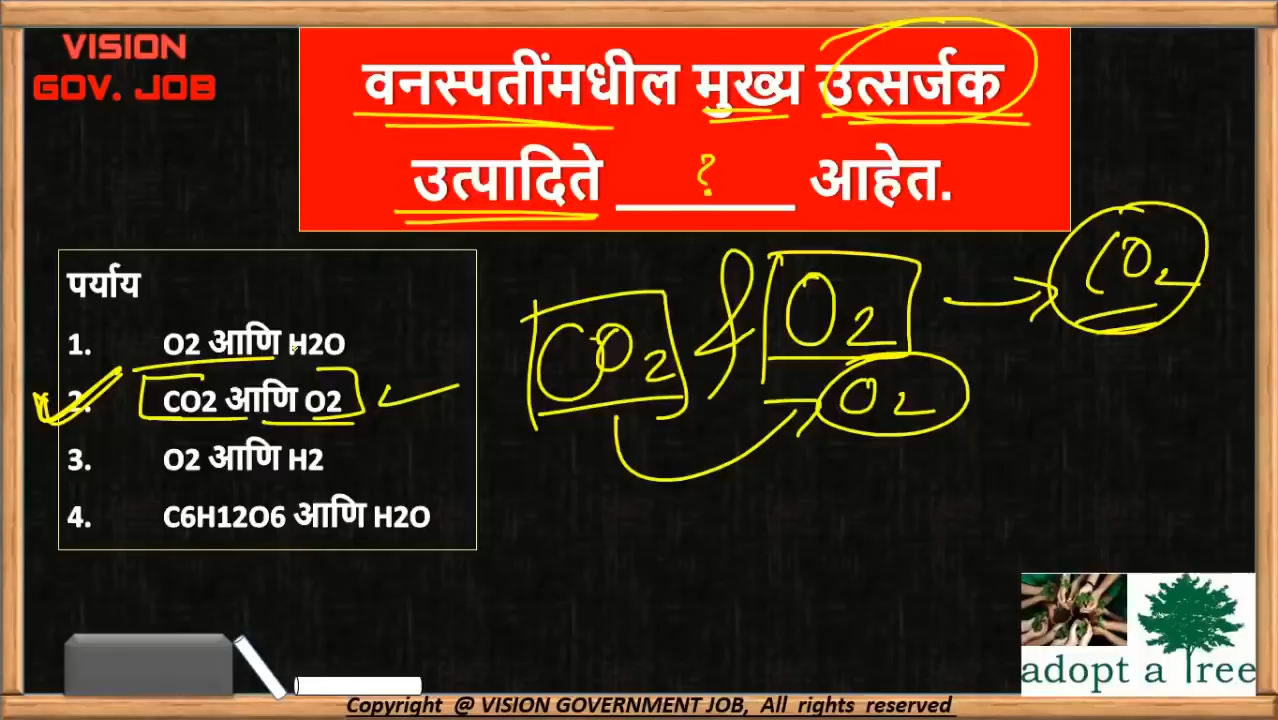 VISION
GOV. JOB
वनस्पतींमधील मुख्य उत्सर्जक
उत्पादिते ________ ? आहेत.
पर्याय
1. O2 आणि H2O
2. CO2 आणि O2
3. O2 आणि H2
4. C6H12O6 आणि H2O
CO2 & O2 → CO2
O2
adopt a Tree
Copyright @ VISION GOVERNMENT JOB, All rights reserved